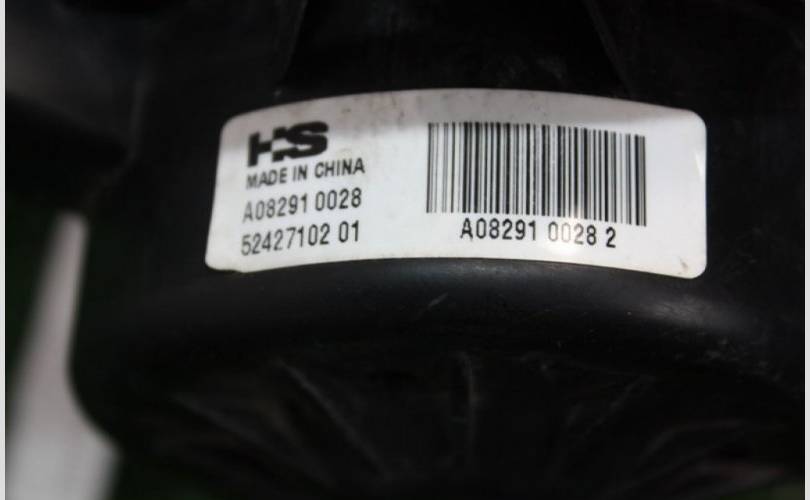 HS
MADE IN CHINA
A08291 0028
52427102 01
A08291 0028 2